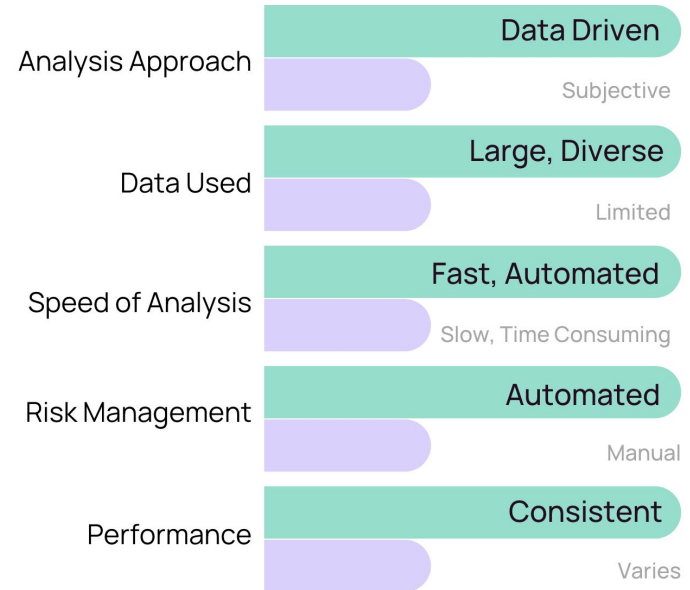 Data Driven
Analysis Approach
Subjective
Large, Diverse
Data Used
Limited
Fast, Automated
Speed of Analysis
Slow, Time Consuming
Automated
Risk Management
Manual
Consistent
Performance
Varies